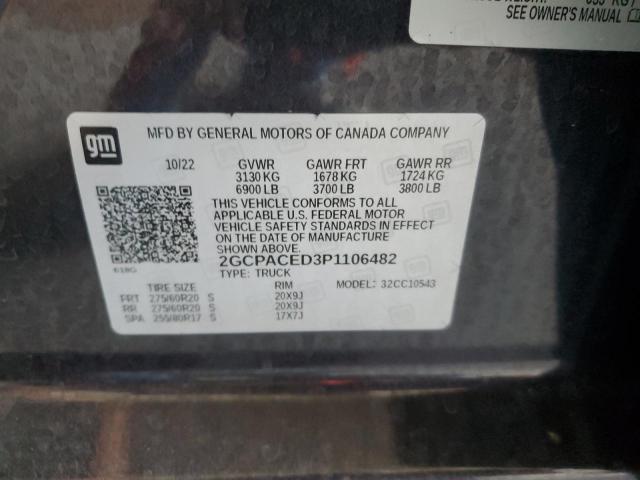 SEE OWNER'S MANUAL
gm
MFD BY GENERAL MOTORS OF CANADA COMPANY
10/22 GVWR GAWR FRT GAWR RR
3130 KG 1678 KG 1724 KG
6900 LB 3700 LB 3800 LB
THIS VEHICLE CONFORMS TO ALL
APPLICABLE U.S. FEDERAL MOTOR
VEHICLE SAFETY STANDARDS IN EFFECT
ON THE DATE OF MANUFACTURE
SHOWN ABOVE.
2GCPACED3P1106482
618G TYPE: TRUCK
TIRE SIZE RIM MODEL: 32CC10543
FRT 275/60R20 S 20X9J
RR 275/60R20 S 20X9J
SPA 255/80R17 S 17X7J